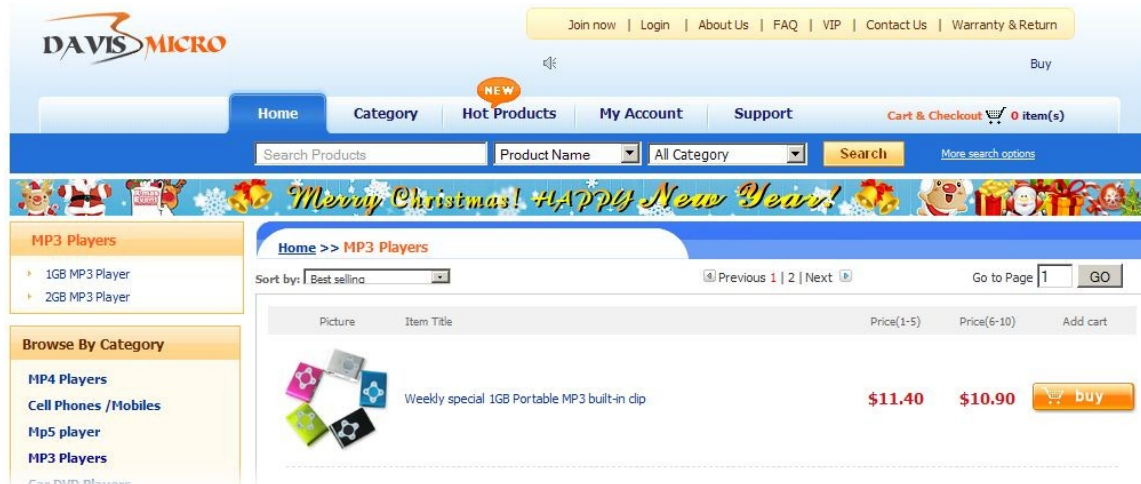 DAVIS MICRO
Join now | Login | About Us | FAQ | VIP | Contact Us | Warranty & Return
Buy
NEW
Home Category Hot Products My Account Support Cart & Checkout 0 item(s)
Search Products Product Name All Category Search More search options
Merry Christmas! HAPPY New Year!
MP3 Players
1GB MP3 Player
2GB MP3 Player
Browse By Category
MP4 Players
Cell Phones /Mobiles
Mp5 player
MP3 Players
Car DVD Players
Home >> MP3 Players
Sort by: Best selling Previous 1 | 2 | Next Go to Page 1 GO
Picture Item Title Price(1-5) Price(6-10) Add cart
Weekly special 1GB Portable MP3 built-in clip $11.40 $10.90 buy